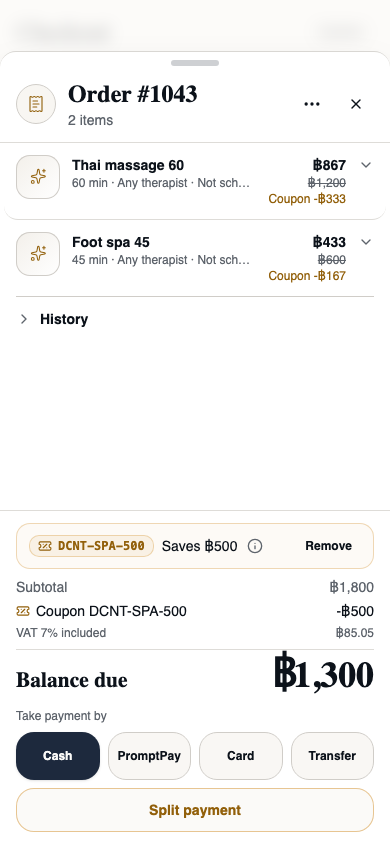 Order #1043
2 items
Thai massage 60
฿867
60 min · Any therapist · Not sch...
฿1,200
Coupon -฿333
Foot spa 45
฿433
45 min · Any therapist · Not sch...
฿600
Coupon -฿167
History
DCNT-SPA-500
Saves ฿500
Remove
Subtotal
฿1,800
Coupon DCNT-SPA-500
-฿500
VAT 7% included
฿85.05
Balance due
฿1,300
Take payment by
Cash
PromptPay
Card
Transfer
Split payment